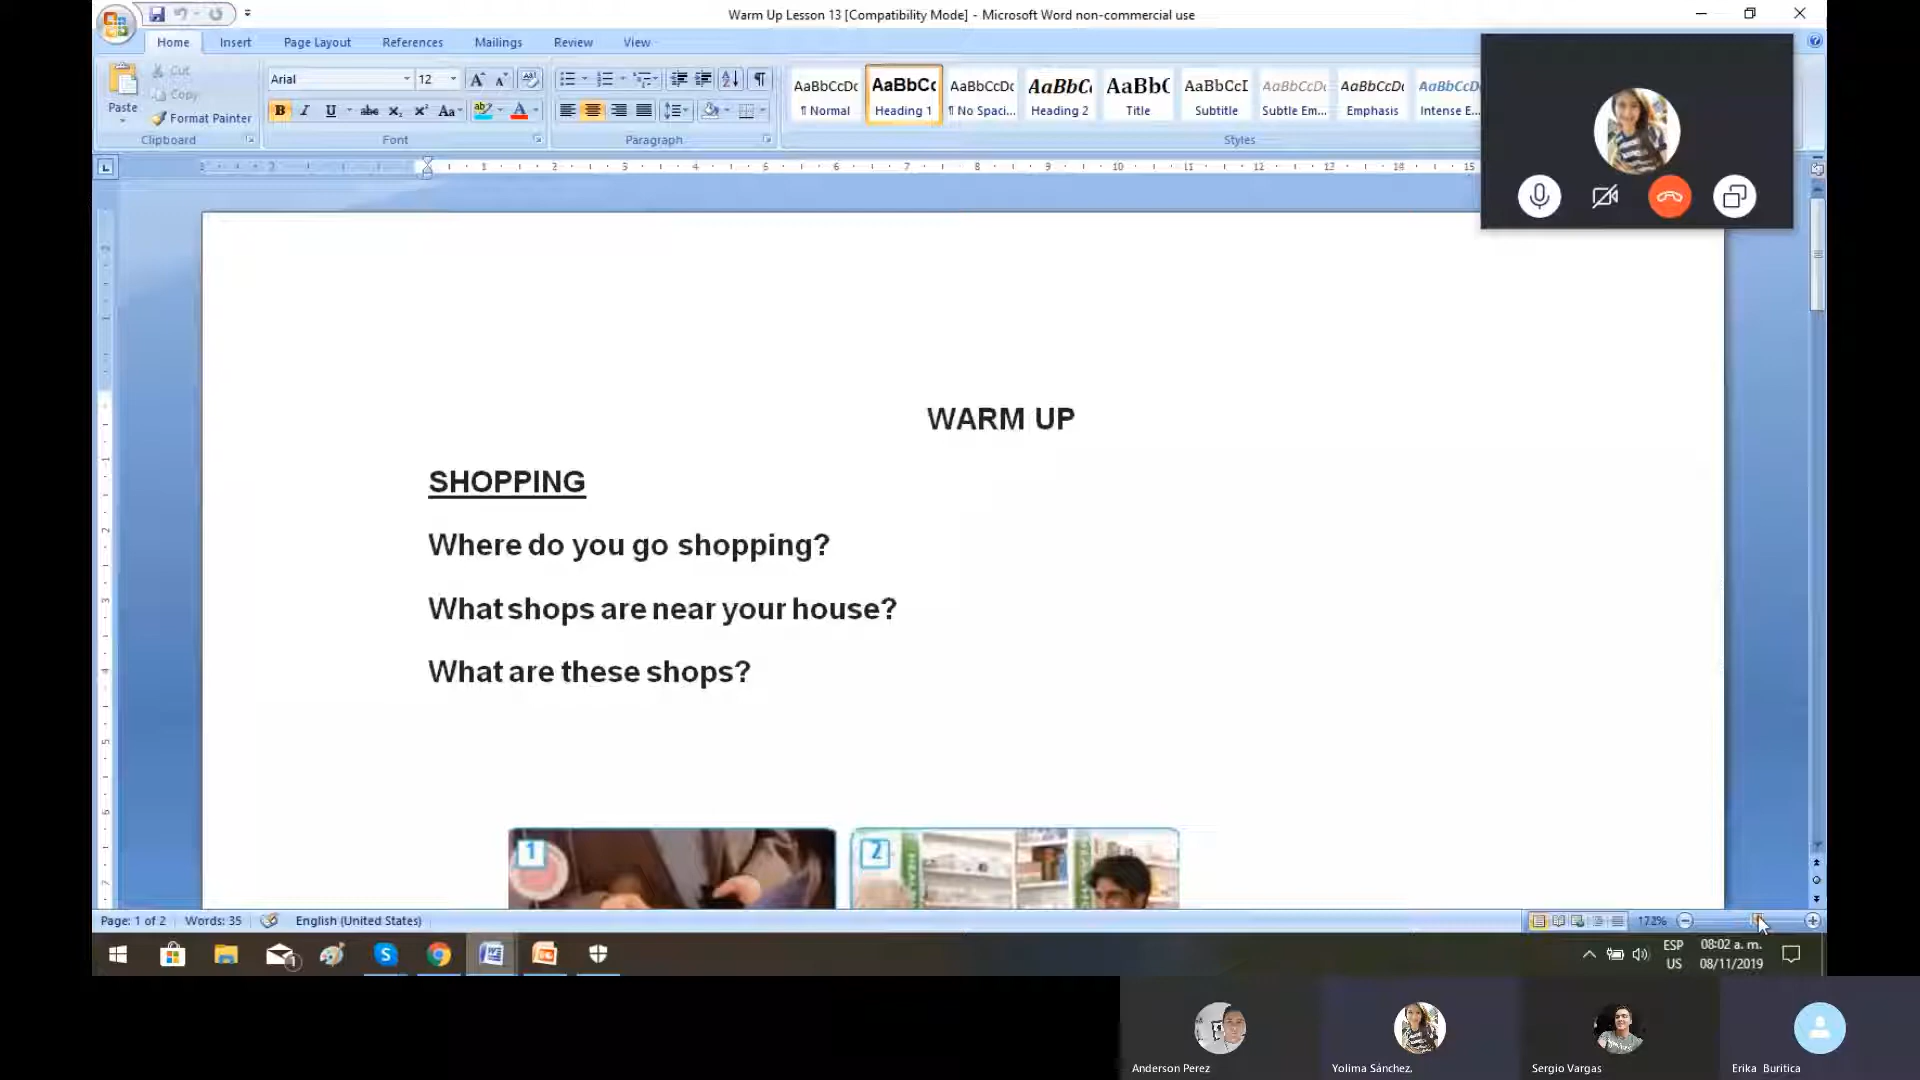 Warm Up Lesson 13 [Compatibility Mode] - Microsoft Word non-commercial use
Home Insert Page Layout References Mailings Review View
Paste
Cut
Copy
Format Painter
Clipboard
Arial 12
Font
Paragraph
AaBbCcDc AaBbCc AaBbCcDc AaBbCc AaBbC AaBbCcI AaBbCcDc AaBbCcDc AaBbCcDc
¶ Normal Heading 1 ¶ No Spaci... Heading 2 Title Subtitle Subtle Em... Emphasis Intense E...
Styles
WARM UP
SHOPPING
Where do you go shopping?
What shops are near your house?
What are these shops?
1 2
Page: 1 of 2 Words: 35 English (United States) 172%
ESP 08:02 a. m.
US 08/11/2019
Anderson Perez Yolima Sánchez, Sergio Vargas Erika Buritica